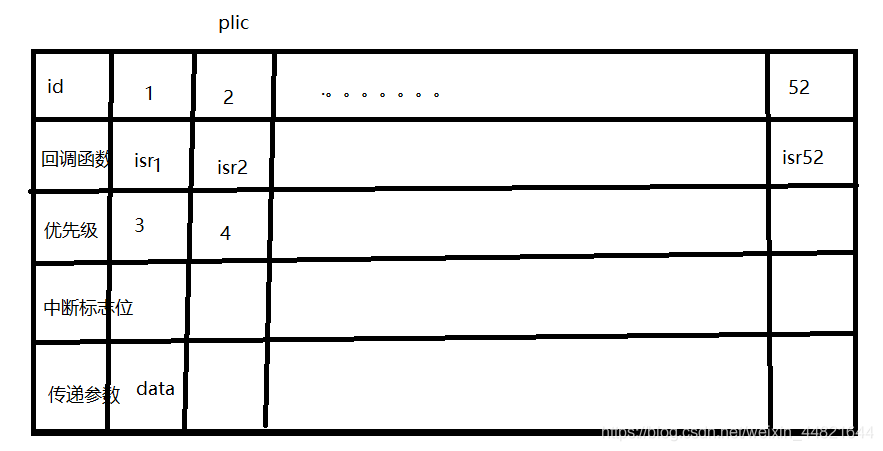 plic
id 1 2 .。。。。。。。 52
回调函数 isr1 isr2 isr52
优先级 3 4
中断标志位
传递参数 data
https://blog.csdn.net/weixin_44821644